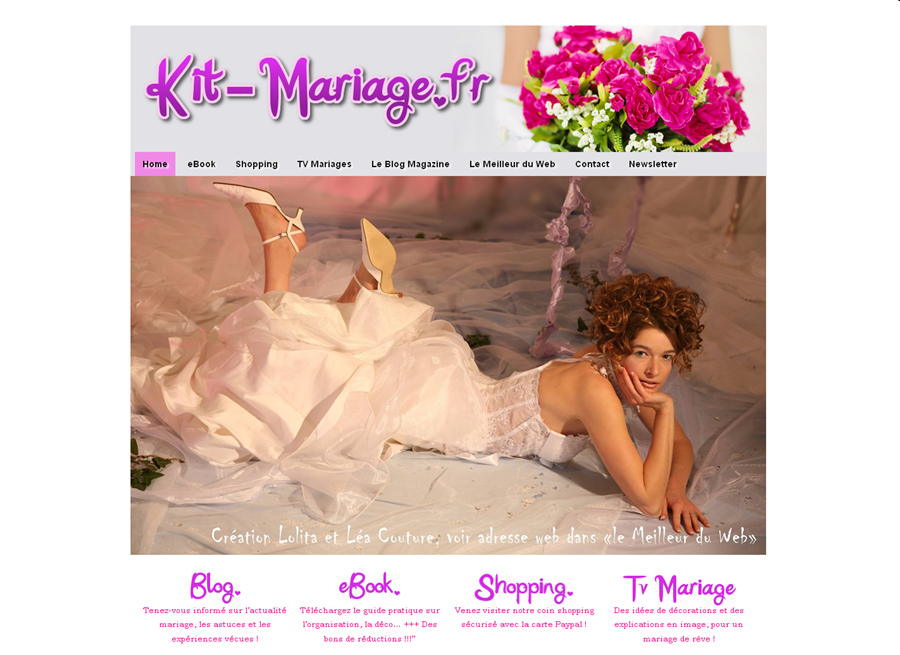 Kit-Mariage.fr
Home eBook Shopping TV Mariages Le Blog Magazine Le Meilleur du Web Contact Newsletter
Création Lolita et Léa Couture, voir adresse web dans «le Meilleur du Web»
Blog. eBook. Shopping. Tv Mariage
Tenez-vous informé sur l'actualité mariage, les astuces et les expériences vécues !
Téléchargez le guide pratique sur l'organisation, la déco... +++ Des bons de réductions !!!"
Venez visiter notre coin shopping sécurisé avec la carte Paypal !
Des idées de décorations et des explications en image, pour un mariage de rêve !